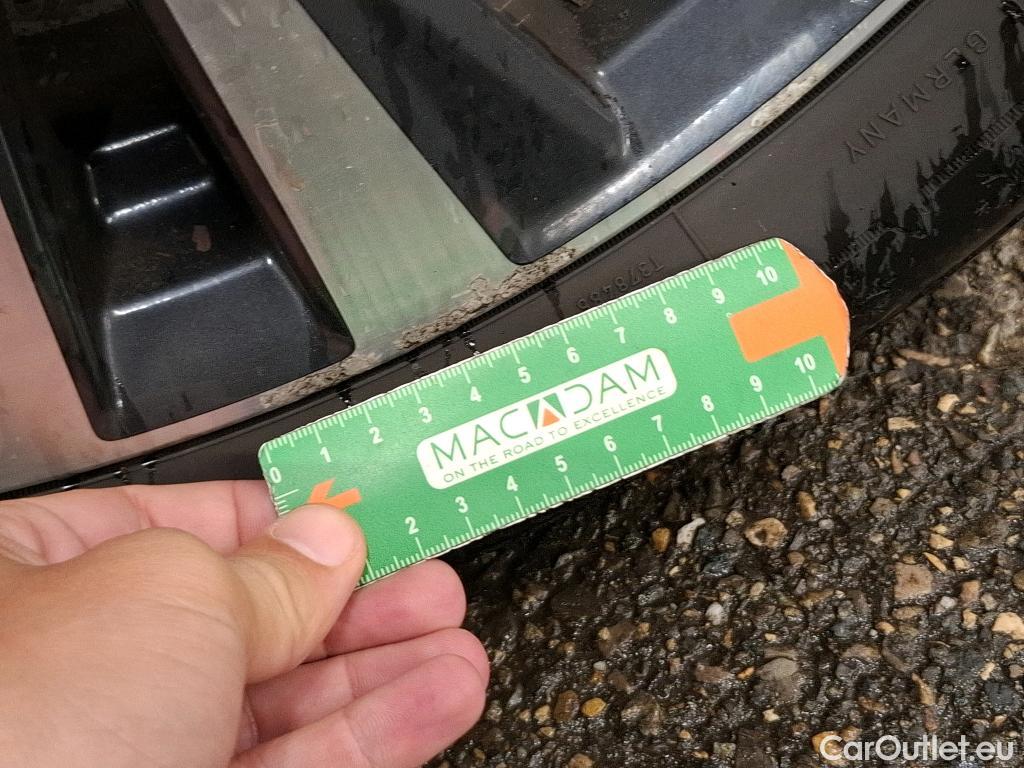 GERMANY
T378488
0 1 2 3 4 5 6 7 8 9 10
MACADAM
ON THE ROAD TO EXCELLENCE
2 3 4 5 6 7 8 9 10
CarOutlet.eu